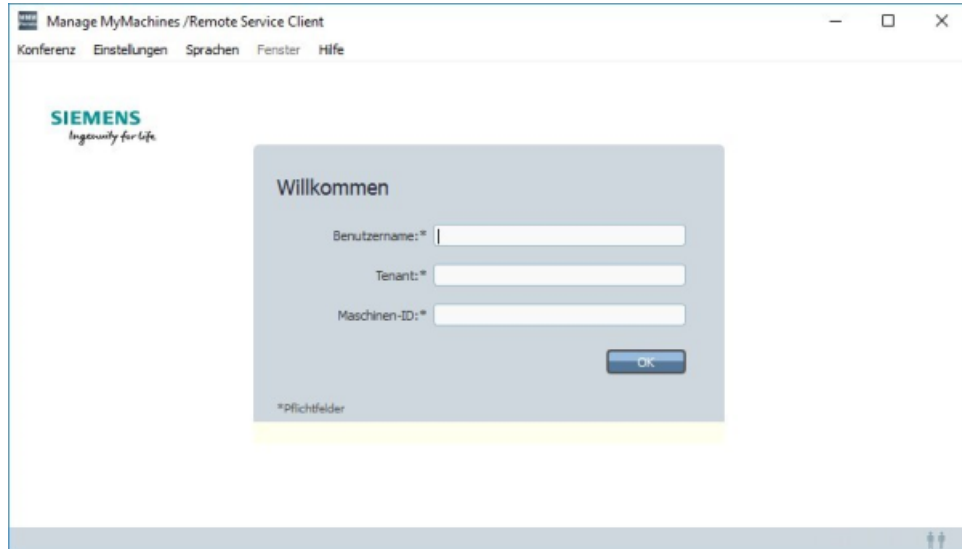 Manage MyMachines /Remote Service Client
Konferenz Einstellungen Sprachen Fenster Hilfe
SIEMENS
Ingenuity for life
Willkommen
Benutzername:*
Tenant:*
Maschinen-ID:*
OK
*Pflichtfelder